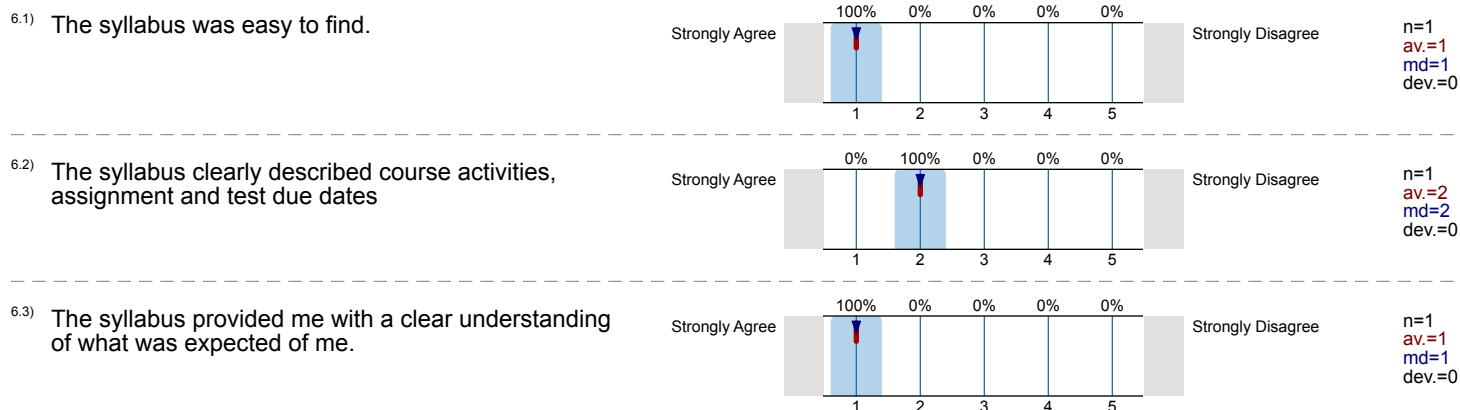 6.1) The syllabus was easy to find.
100% 0% 0% 0% 0%
Strongly Agree
Strongly Disagree
1 2 3 4 5
n=1
av.=1
md=1
dev.=0
6.2) The syllabus clearly described course activities,
assignment and test due dates
0% 100% 0% 0% 0%
Strongly Agree
Strongly Disagree
1 2 3 4 5
n=1
av.=2
md=2
dev.=0
6.3) The syllabus provided me with a clear understanding
of what was expected of me.
100% 0% 0% 0% 0%
Strongly Agree
Strongly Disagree
1 2 3 4 5
n=1
av.=1
md=1
dev.=0